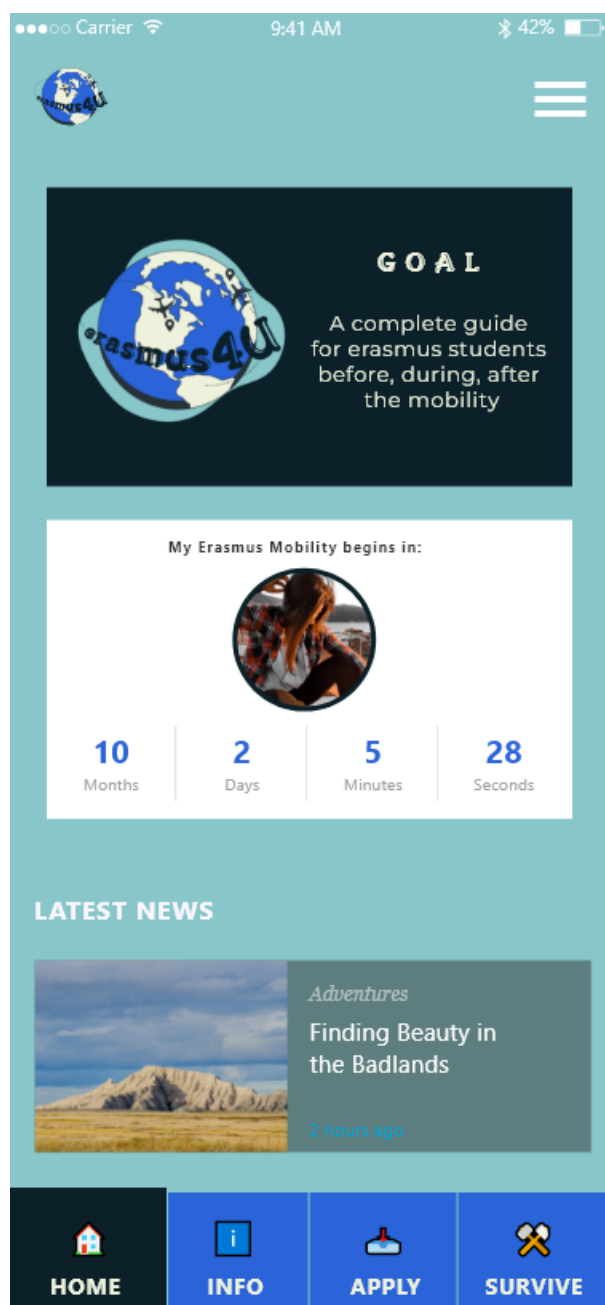 Carrier 9:41 AM 42%
erasmus4U
GOAL
erasmus4U
A complete guide
for erasmus students
before, during, after
the mobility
My Erasmus Mobility begins in:
10 2 5 28
Months Days Minutes Seconds
LATEST NEWS
Adventures
Finding Beauty in
the Badlands
2 hours ago
i
HOME INFO APPLY SURVIVE